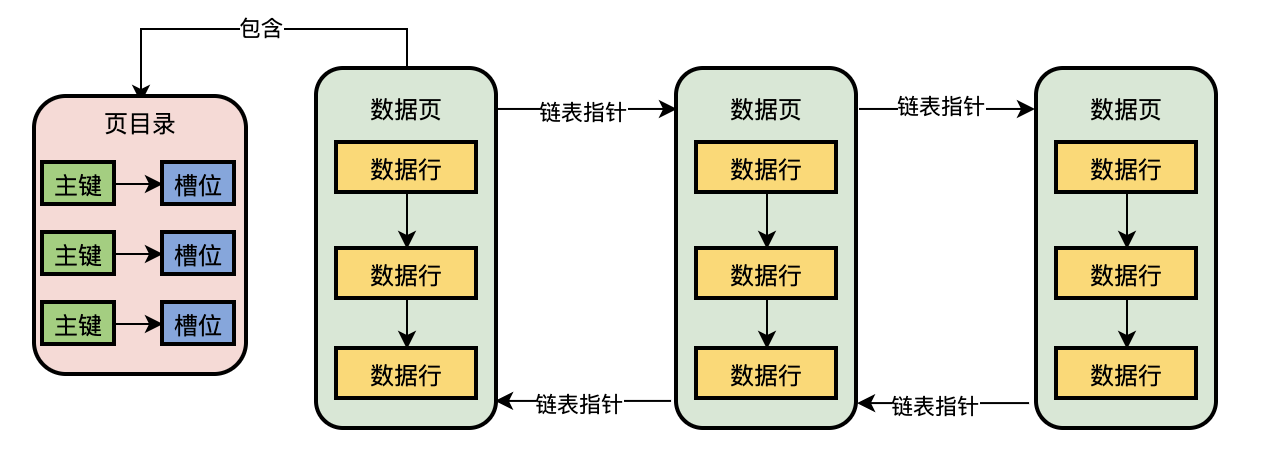 包含
页目录
主键
槽位
主键
槽位
主键
槽位
数据页
数据行
数据行
数据行
链表指针
链表指针
数据页
数据行
数据行
数据行
链表指针
链表指针
数据页
数据行
数据行
数据行